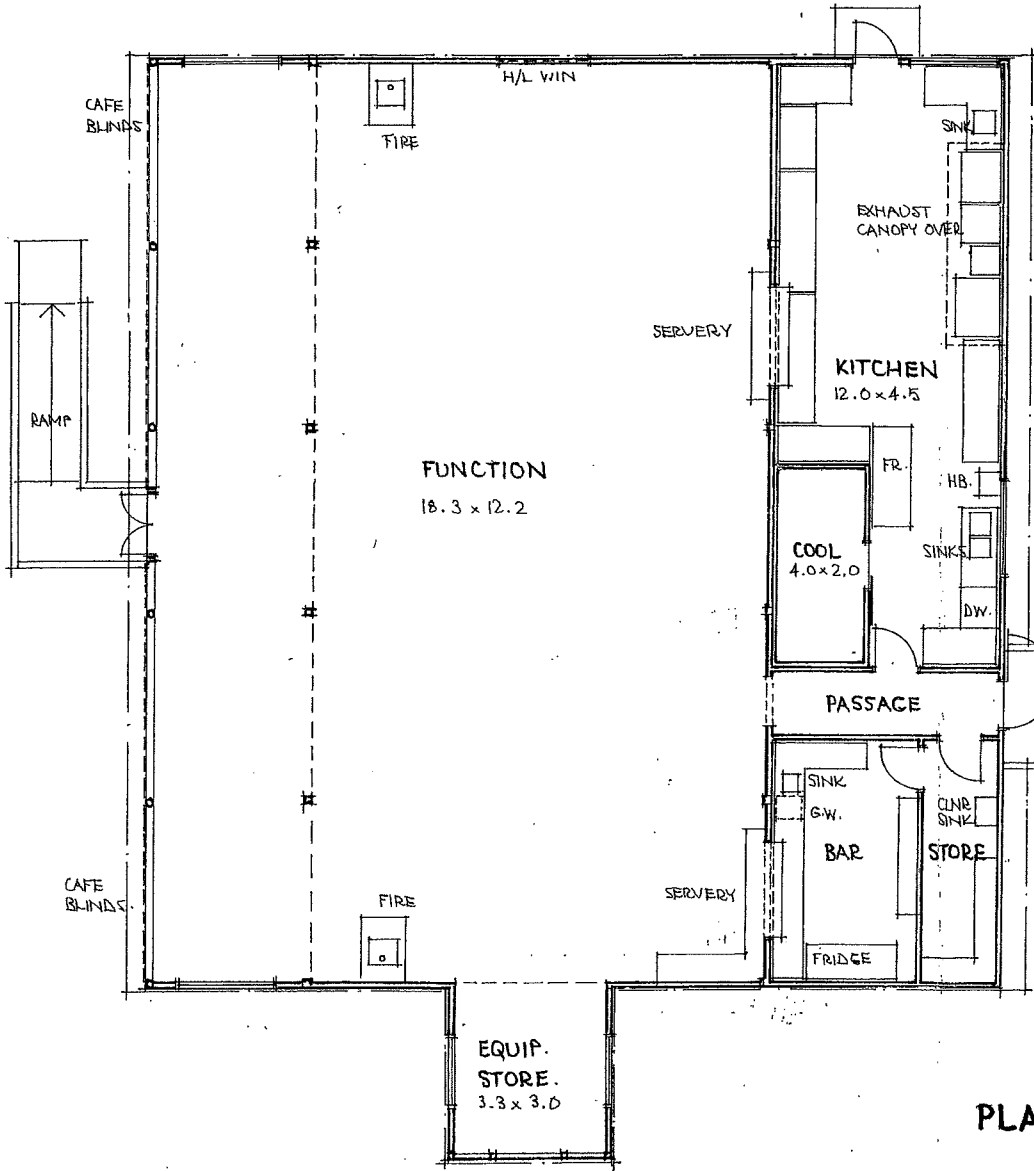 H/L WIN
CAFE
BLINDS
FIRE
SINK
EXHAUST
CANOPY OVER
SERVERY
KITCHEN
12.0 x 4.5
RAMP
FUNCTION
18.3 x 12.2
FR.
HB.
COOL
4.0 x 2.0
SINKS
DW.
PASSAGE
SINK
G.W.
BAR
CLNR
SINK
STORE
CAFE
BLINDS
FIRE
SERVERY
FRIDGE
EQUIP.
STORE.
3.3 x 3.0
PLA